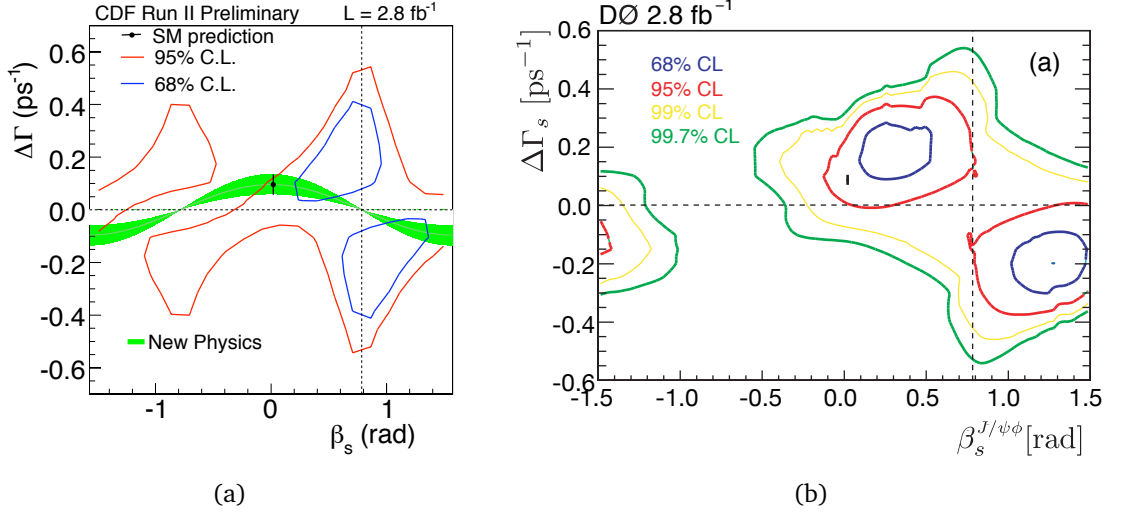 CDF Run II Preliminary L = 2.8 fb⁻¹
SM prediction
95% C.L.
68% C.L.
New Physics
ΔΓ (ps⁻¹)
0.6
0.4
0.2
0.0
-0.2
-0.4
-0.6
-1 0 1
βₛ (rad)
(a)
DØ 2.8 fb⁻¹
(a)
68% CL
95% CL
99% CL
99.7% CL
ΔΓₛ [ps⁻¹]
0.6
0.4
0.2
0.0
-0.2
-0.4
-0.6
-1.5 -1.0 -0.5 0.0 0.5 1.0 1.5
βₛ^{J/ψϕ}[rad]
(b)